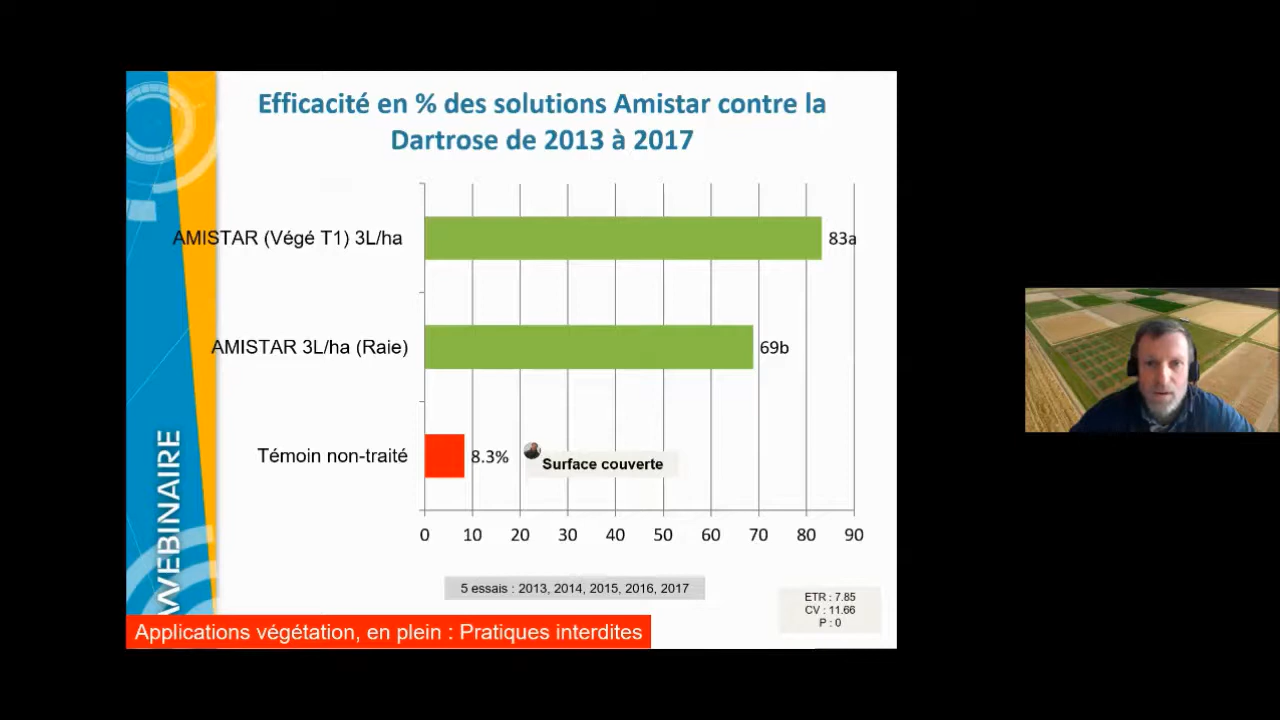 Efficacité en % des solutions Amistar contre la
Dartrose de 2013 à 2017
AMISTAR (Végé T1) 3L/ha
83a
AMISTAR 3L/ha (Raie)
69b
Témoin non-traité
8.3%
Surface couverte
0 10 20 30 40 50 60 70 80 90
5 essais : 2013, 2014, 2015, 2016, 2017
ETR : 7.85
CV : 11.66
P : 0
WEBINAIRE
Applications végétation, en plein : Pratiques interdites